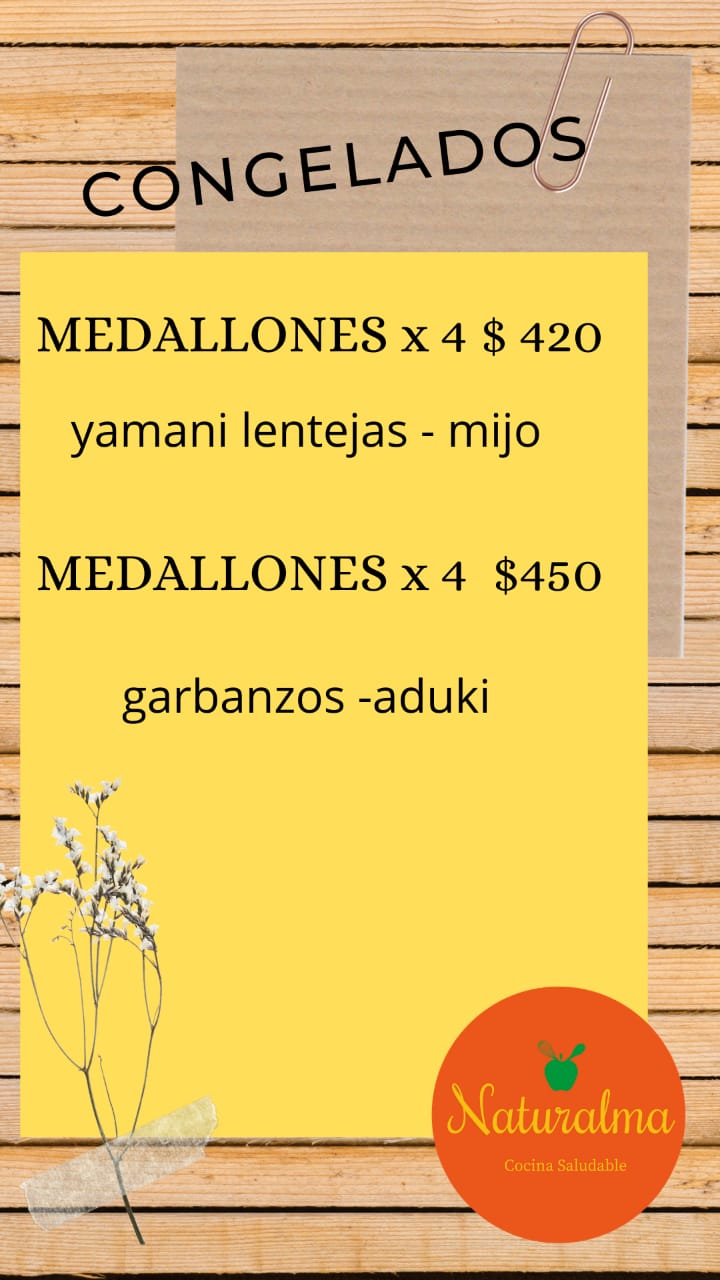 CONGELADOS
MEDALLONES x 4 $ 420
yamani lentejas - mijo
MEDALLONES x 4 $450
garbanzos -aduki
Naturalma
Cocina Saludable